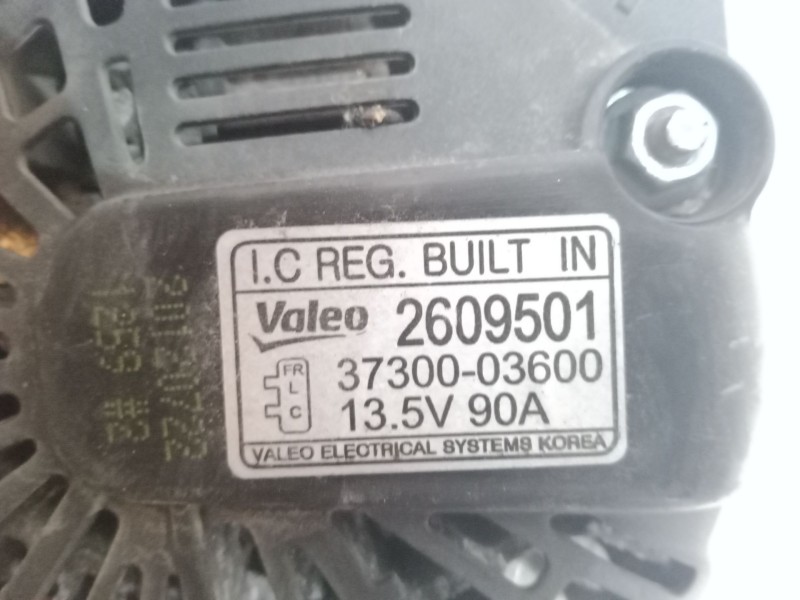 I.C REG. BUILT IN
Valeo 2609501
FR
L
C
37300-03600
13.5V 90A
VALEO ELECTRICAL SYSTEMS KOREA